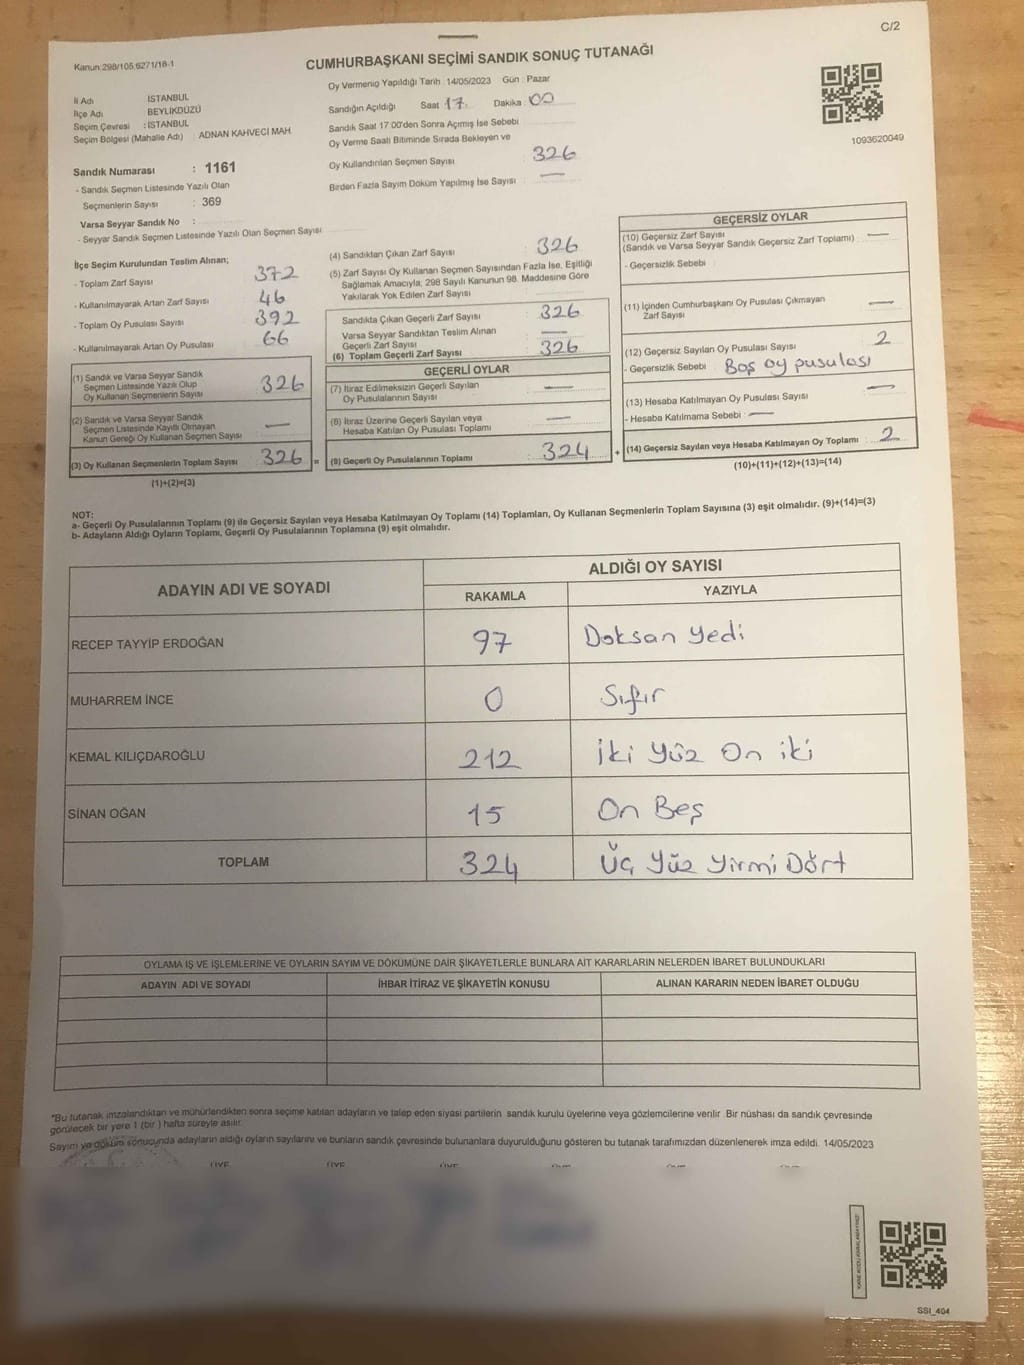 C/2
Kanun:298/105,6271/18-1
CUMHURBAŞKANI SEÇİMİ SANDIK SONUÇ TUTANAĞI
İl Adı İSTANBUL
İlçe Adı BEYLİKDÜZÜ
Seçim Çevresi : İSTANBUL
Seçim Bölgesi (Mahalle Adı) : ADNAN KAHVECİ MAH.
Sandık Numarası : 1161
- Sandık Seçmen Listesinde Yazılı Olan
Seçmenlerin Sayısı : 369
Varsa Seyyar Sandık No :
- Seyyar Sandık Seçmen Listesinde Yazılı Olan Seçmen Sayısı
Oy Vermenin Yapıldığı Tarih : 14/05/2023 Gün : Pazar
Sandığın Açıldığı Saat 17 Dakika 00
Sandık Saat 17:00'den Sonra Açılmış İse Sebebi
Oy Verme Saati Bitiminde Sırada Bekleyen ve
Oy Kullandırılan Seçmen Sayısı 326
Birden Fazla Sayım Döküm Yapılmış İse Sayısı : —
1093620049
İlçe Seçim Kurulundan Teslim Alınan;
- Toplam Zarf Sayısı 372
- Kullanılmayarak Artan Zarf Sayısı 46
- Toplam Oy Pusulası Sayısı 392
- Kullanılmayarak Artan Oy Pusulası 66
(1) Sandık ve Varsa Seyyar Sandık
Seçmen Listesinde Yazılı Olup
Oy Kullanan Seçmenlerin Sayısı 326
(2) Sandık ve Varsa Seyyar Sandık
Seçmen Listesinde Kayıtlı Olmayan
Kanun Gereği Oy Kullanan Seçmen Sayısı —
(3) Oy Kullanan Seçmenlerin Toplam Sayısı 326 =
(1)+(2)=(3)
(4) Sandıktan Çıkan Zarf Sayısı : 326
(5) Zarf Sayısı Oy Kullanan Seçmen Sayısından Fazla İse, Eşitliği
Sağlamak Amacıyla; 298 Sayılı Kanunun 98. Maddesine Göre
Yakılarak Yok Edilen Zarf Sayısı
Sandıkta Çıkan Geçerli Zarf Sayısı 326
Varsa Seyyar Sandıktan Teslim Alınan
Geçerli Zarf Sayısı —
(6) Toplam Geçerli Zarf Sayısı 326
GEÇERLİ OYLAR
(7) İtiraz Edilmeksizin Geçerli Sayılan
Oy Pusulalarının Sayısı —
(8) İtiraz Üzerine Geçerli Sayılan veya
Hesaba Katılan Oy Pusulası Toplamı —
(9) Geçerli Oy Pusulalarının Toplamı 324 +
GEÇERSİZ OYLAR
(10) Geçersiz Zarf Sayısı
(Sandık ve Varsa Seyyar Sandık Geçersiz Zarf Toplamı) —
- Geçersizlik Sebebi :
(11) İçinden Cumhurbaşkanı Oy Pusulası Çıkmayan
Zarf Sayısı —
(12) Geçersiz Sayılan Oy Pusulası Sayısı 2
- Geçersizlik Sebebi : Boş oy pusulası
(13) Hesaba Katılmayan Oy Pusulası Sayısı —
- Hesaba Katılmama Sebebi : —
(14) Geçersiz Sayılan veya Hesaba Katılmayan Oy Toplamı 2
(10)+(11)+(12)+(13)=(14)
NOT:
a- Geçerli Oy Pusulalarının Toplamı (9) ile Geçersiz Sayılan veya Hesaba Katılmayan Oy Toplamı (14) Toplamları, Oy Kullanan Seçmenlerin Toplam Sayısına (3) eşit olmalıdır. (9)+(14)=(3)
b- Adayların Aldığı Oyların Toplamı, Geçerli Oy Pusulalarının Toplamına (9) eşit olmalıdır.
ADAYIN ADI VE SOYADI
ALDIĞI OY SAYISI
RAKAMLA YAZIYLA
RECEP TAYYİP ERDOĞAN 97 Doksan Yedi
MUHARREM İNCE 0 Sıfır
KEMAL KILIÇDAROĞLU 212 İki Yüz On iki
SİNAN OĞAN 15 On Beş
TOPLAM 324 Üç Yüz Yirmi Dört
OYLAMA İŞ VE İŞLEMLERİNE VE OYLARIN SAYIM VE DÖKÜMÜNE DAİR ŞİKAYETLERLE BUNLARA AİT KARARLARIN NELERDEN İBARET BULUNDUKLARI
ADAYIN ADI VE SOYADI İHBAR İTİRAZ VE ŞİKAYETİN KONUSU ALINAN KARARIN NEDEN İBARET OLDUĞU
*Bu tutanak imzalandıktan ve mühürlendikten sonra seçime katılan adayların ve talep eden siyasi partilerin sandık kurulu üyelerine veya gözlemcilerine verilir. Bir nüshası da sandık çevresinde
görülecek bir yere 1 (bir) hafta süreyle asılır.
Sayım ve döküm sonucunda adayların aldığı oyların sayılarını ve bunların sandık çevresinde bulunanlara duyurulduğunu gösteren bu tutanak tarafımızdan düzenlenerek imza edildi. 14/05/2023
ÜYE ÜYE ÜYE
SSI_404